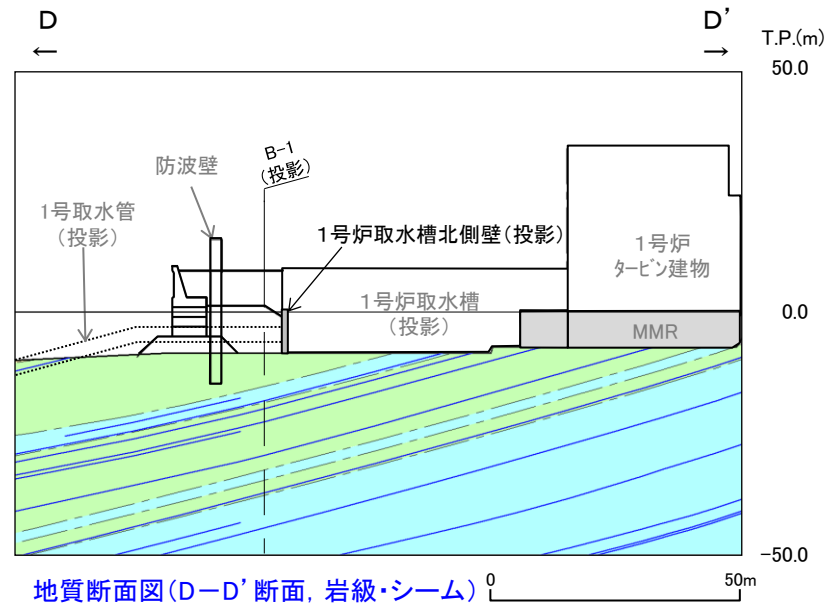 D
D’
←
→
T.P.(m)
50.0
B-1
(投影)
防波壁
1号取水管
(投影)
1号炉取水槽北側壁(投影)
1号炉
タービン建物
1号炉取水槽
(投影)
0.0
MMR
-50.0
地質断面図(D-D’断面, 岩級・シーム)
0
50m